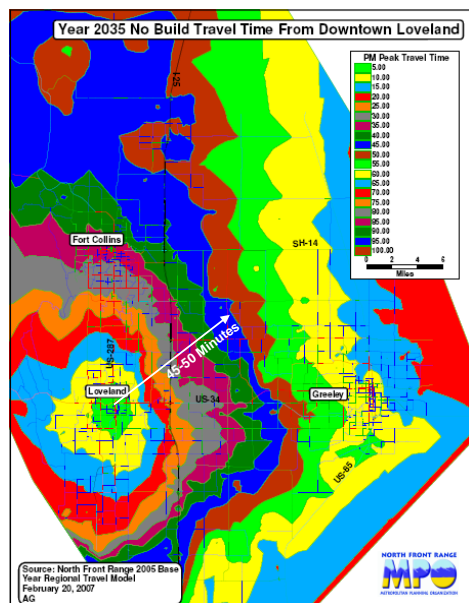 Year 2035 No Build Travel Time From Downtown Loveland
PM Peak Travel Time
5.00
10.00
15.00
20.00
25.00
30.00
35.00
40.00
45.00
50.00
55.00
60.00
65.00
70.00
75.00
80.00
85.00
90.00
95.00
100.00
0 2 4 6
Miles
I-25
Fort Collins
SH-14
US-287
45-50 Minutes
Loveland
US-34
Greeley
US-85
Source: North Front Range 2005 Base
Year Regional Travel Model
February 20, 2007
AG
NORTH FRONT RANGE
MPO
METROPOLITAN PLANNING ORGANIZATION